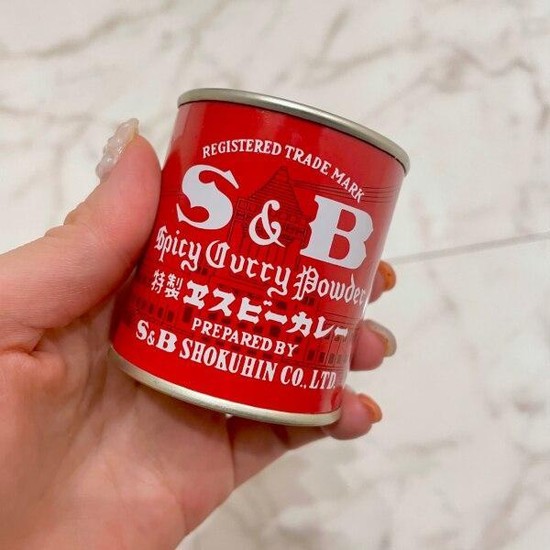 REGISTERED TRADE MARK
S & B
Spicy Curry Powder
特製 ヱスビーカレー
PREPARED BY
S&B SHOKUHIN CO., LTD.